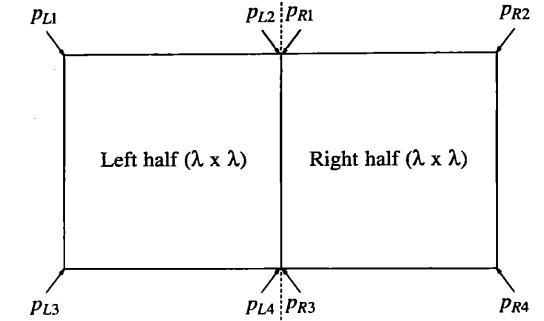 pL1 pL2 pR1 pR2
Left half (λ x λ) Right half (λ x λ)
pL3 pL4 pR3 pR4